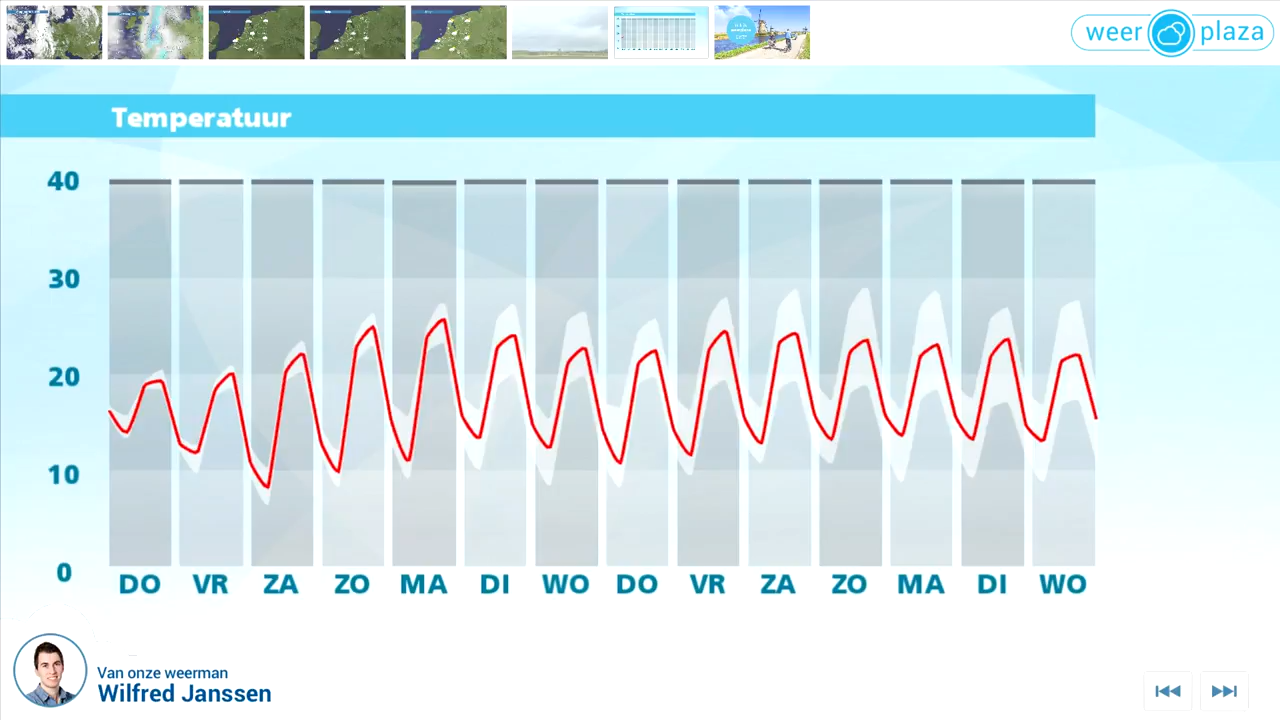 weer plaza
Temperatuur
40
30
20
10
0
DO VR ZA ZO MA DI WO DO VR ZA ZO MA DI WO
Van onze weerman
Wilfred Janssen